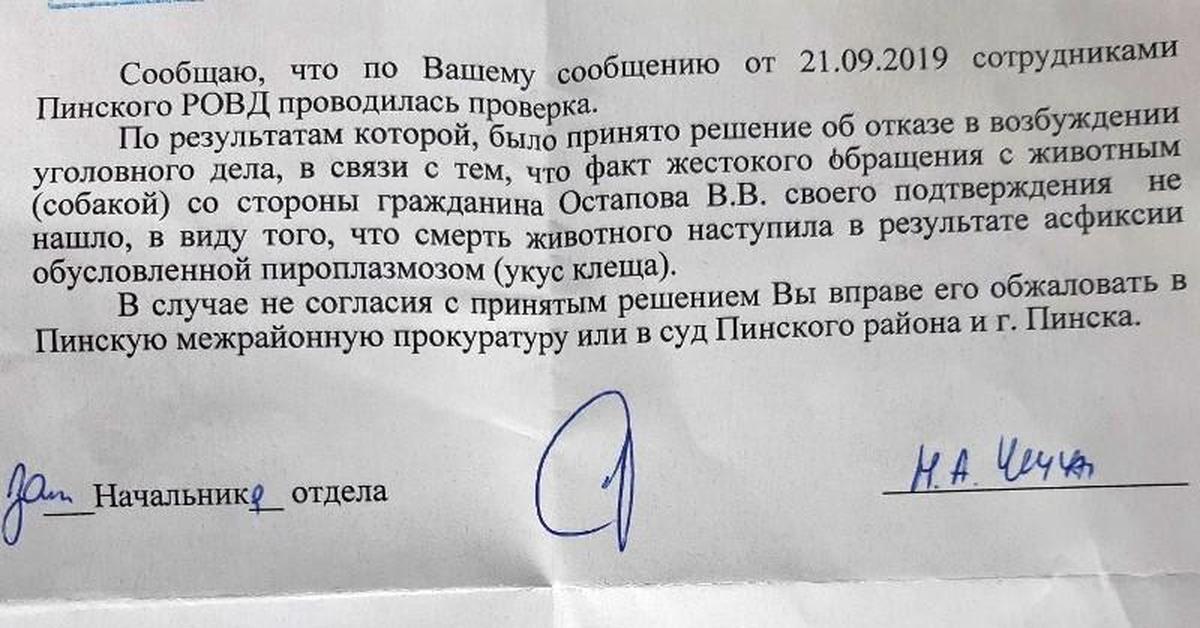 Сообщаю, что по Вашему сообщению от 21.09.2019 сотрудниками
Пинского РОВД проводилась проверка.
По результатам которой, было принято решение об отказе в возбуждении
уголовного дела, в связи с тем, что факт жестокого обращения с животным
(собакой) со стороны гражданина Остапова В.В. своего подтверждения не
нашло, в виду того, что смерть животного наступила в результате асфиксии
обусловленной пироплазмозом (укус клеща).
В случае не согласия с принятым решением Вы вправе его обжаловать в
Пинскую межрайонную прокуратуру или в суд Пинского района и г. Пинска.
Зам Начальника отдела Н.А.